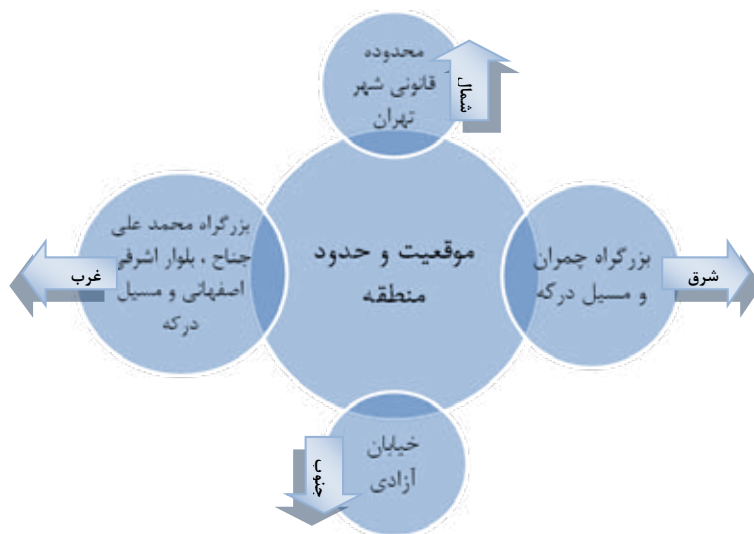 محدوده
قانونی شهر
تهران
شمال
موقعیت و حدود
منطقه
بزرگراه چمران
و مسیل درکه
شرق
بزرگراه محمد علی
جناح ، بلوار اشرفی
اصفهانی و مسیل
درکه
غرب
خیابان
آزادی
جنوب